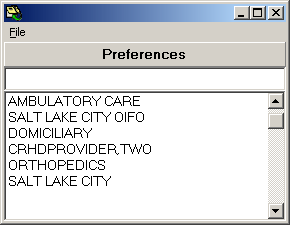 File
Preferences
AMBULATORY CARE
SALT LAKE CITY OIFO
DOMICILIARY
CRHDPROVIDER,TWO
ORTHOPEDICS
SALT LAKE CITY